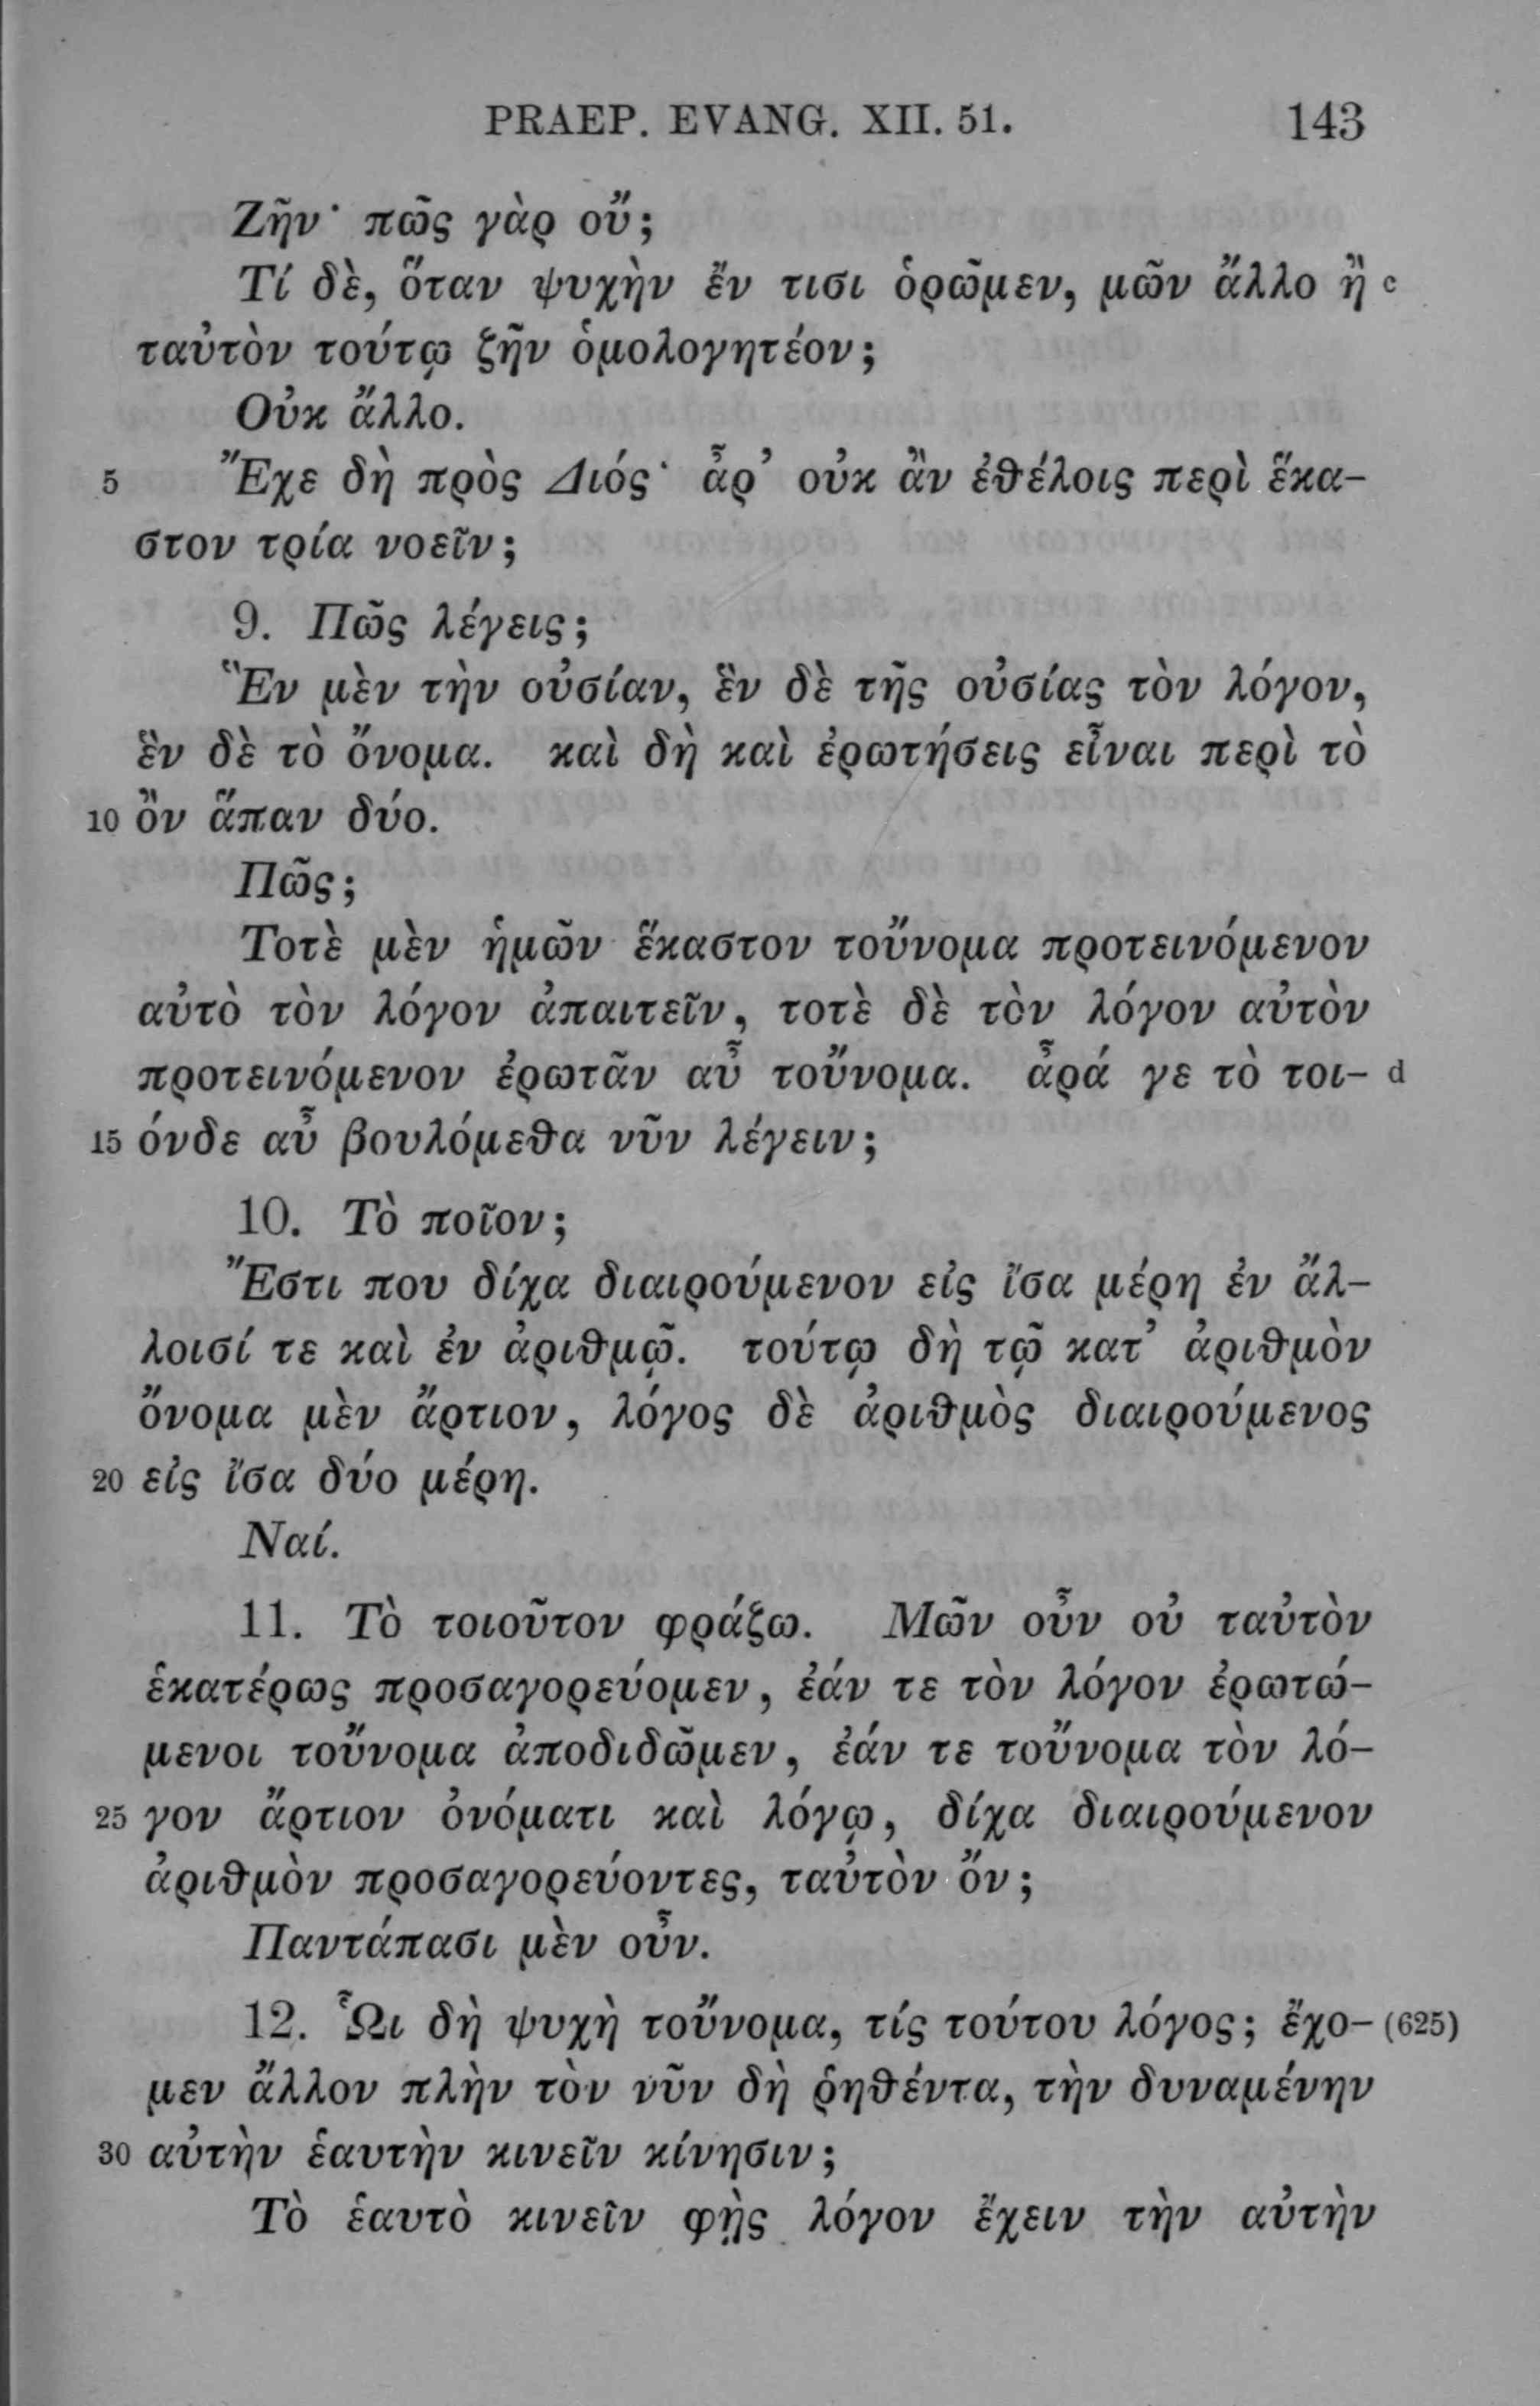 PRAEP. EVANG. XII. 51. 143
Ζῆν· πῶς γὰρ οὔ;
Τί δὲ, ὅταν ψυχὴν ἔν τισι ὁρῶμεν, μῶν ἄλλο ἢ c
ταὐτὸν τούτῳ ζῆν ὁμολογητέον;
Οὐκ ἄλλο.
5 Ἔχε δὴ πρὸς Διός· ἆρ’ οὐκ ἂν ἐθέλοις περὶ ἕκα-
στον τρία νοεῖν;
9. Πῶς λέγεις;
Ἓν μὲν τὴν οὐσίαν, ἓν δὲ τῆς οὐσίας τὸν λόγον,
ἓν δὲ τὸ ὄνομα. καὶ δὴ καὶ ἐρωτήσεις εἶναι περὶ τὸ
10 ὂν ἅπαν δύο.
Πῶς;
Τοτὲ μὲν ἡμῶν ἕκαστον τοὔνομα προτεινόμενον
αὐτὸ τὸν λόγον ἀπαιτεῖν, τοτὲ δὲ τὸν λόγον αὐτὸν
προτεινόμενον ἐρωτᾶν αὖ τοὔνομα. ἆρά γε τὸ τοι- d
15 όνδε αὖ βουλόμεθα νῦν λέγειν;
10. Τὸ ποῖον;
Ἔστι που δίχα διαιρούμενον εἰς ἴσα μέρη ἐν ἄλ-
λοισί τε καὶ ἐν ἀριθμῷ. τούτῳ δὴ τῷ κατ’ ἀριθμὸν
ὄνομα μὲν ἄρτιον, λόγος δὲ ἀριθμὸς διαιρούμενος
20 εἰς ἴσα δύο μέρη.
Ναί.
11. Τὸ τοιοῦτον φράζω. Μῶν οὖν οὐ ταὐτὸν
ἑκατέρως προσαγορεύομεν, ἐάν τε τὸν λόγον ἐρωτώ-
μενοι τοὔνομα ἀποδιδῶμεν, ἐάν τε τοὔνομα τὸν λό-
25 γον ἄρτιον ὀνόματι καὶ λόγῳ, δίχα διαιρούμενον
ἀριθμὸν προσαγορεύοντες, ταὐτὸν ὄν;
Παντάπασι μὲν οὖν.
12. Ὧι δὴ ψυχὴ τοὔνομα, τίς τούτου λόγος; ἔχο- (625)
μεν ἄλλον πλὴν τὸν νῦν δὴ ῥηθέντα, τὴν δυναμένην
30 αὐτὴν ἑαυτὴν κινεῖν κίνησιν;
Τὸ ἑαυτὸ κινεῖν φῂς λόγον ἔχειν τὴν αὐτὴν